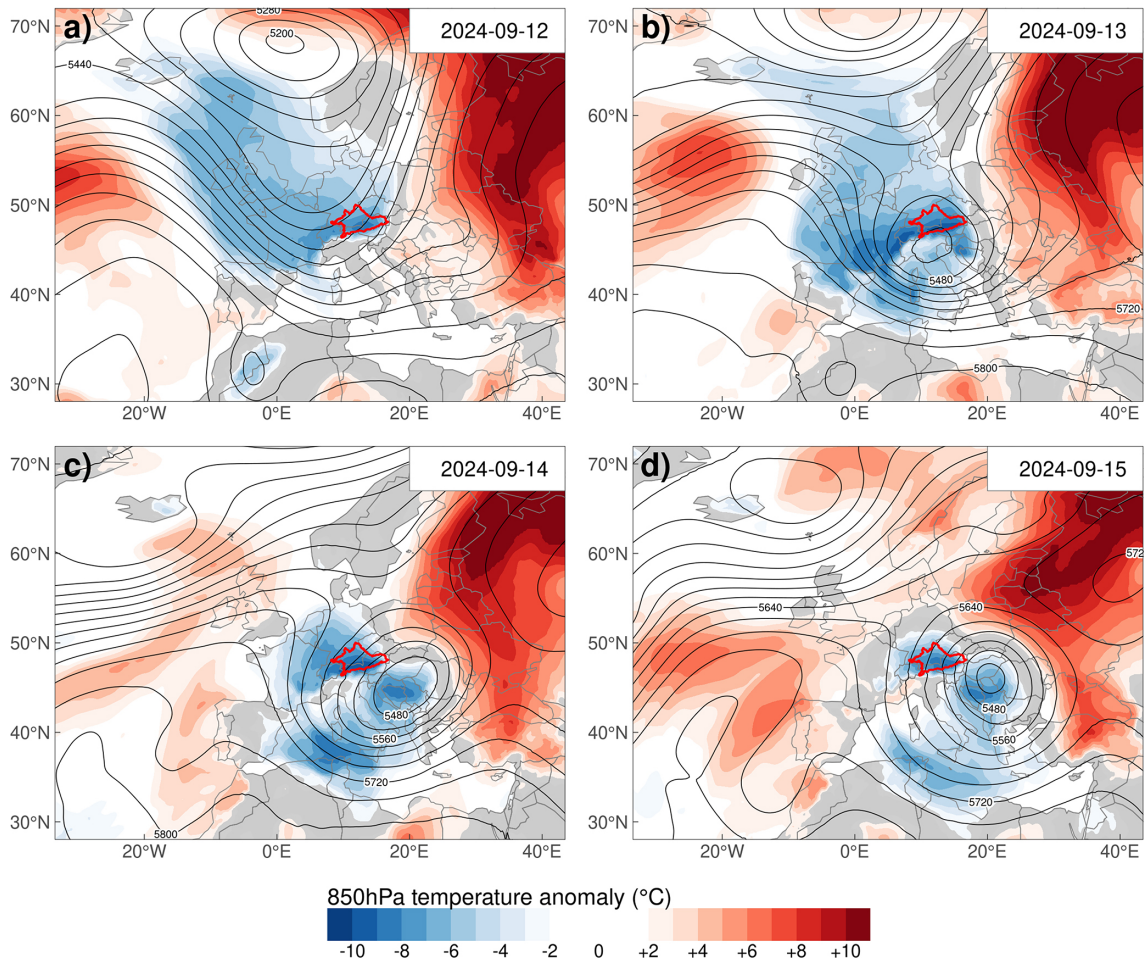 a)
2024-09-12
5280
5200
5440
70°N
60°N
50°N
40°N
30°N
20°W
0°E
20°E
40°E
b)
2024-09-13
5480
5720
5800
70°N
60°N
50°N
40°N
30°N
20°W
0°E
20°E
40°E
c)
2024-09-14
5480
5560
5720
5800
70°N
60°N
50°N
40°N
30°N
20°W
0°E
20°E
40°E
d)
2024-09-15
572
5640
5640
5480
5560
5720
70°N
60°N
50°N
40°N
30°N
20°W
0°E
20°E
40°E
850hPa temperature anomaly (°C)
-10 -8 -6 -4 -2 0 +2 +4 +6 +8 +10